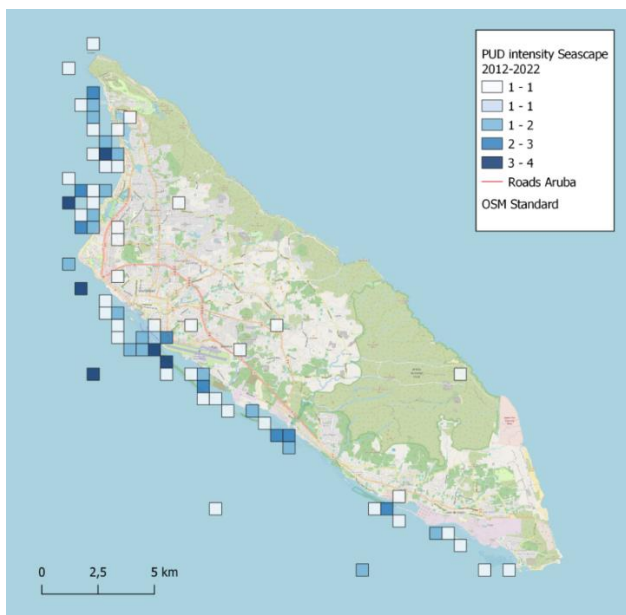 PUD intensity Seascape
2012-2022
1 - 1
1 - 1
1 - 2
2 - 3
3 - 4
Roads Aruba
OSM Standard
0 2,5 5 km